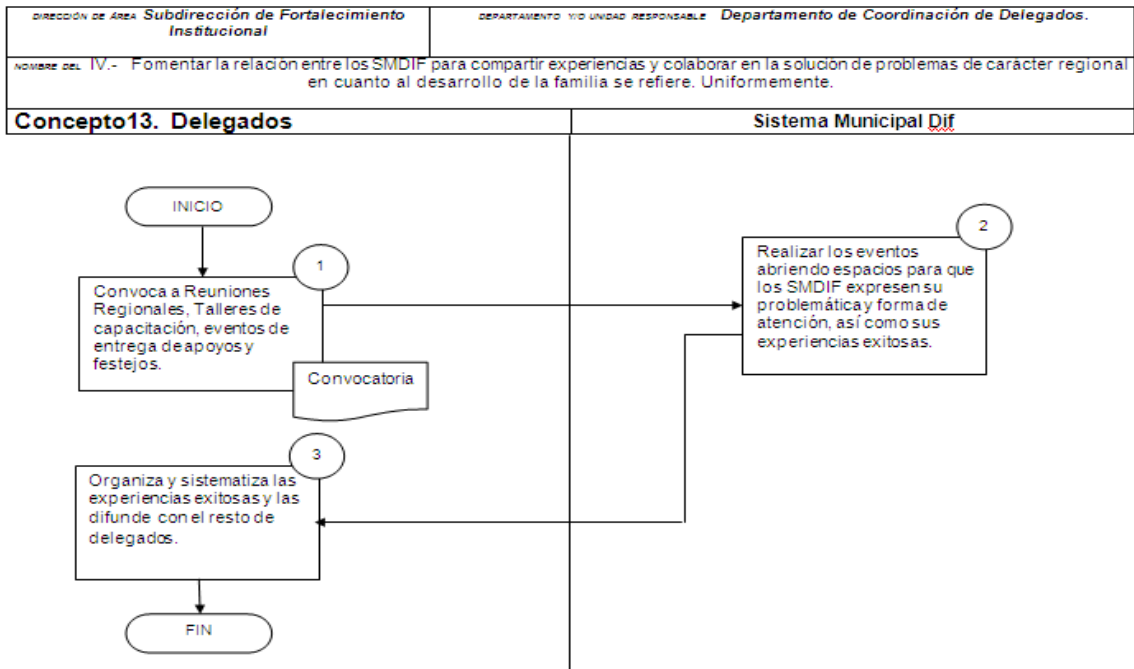 DIRECCIÓN DE ÁREA Subdirección de Fortalecimiento
Institucional
DEPARTAMENTO Y/O UNIDAD RESPONSABLE Departamento de Coordinación de Delegados.
NOMBRE DEL IV.- Fomentar la relación entre los SMDIF para compartir experiencias y colaborar en la solución de problemas de carácter regional
en cuanto al desarrollo de la familia se refiere. Uniformemente.
Concepto13. Delegados
Sistema Municipal Dif
INICIO
1
Convoca a Reuniones
Regionales, Talleres de
capacitación, eventos de
entrega de apoyos y
festejos.
Convocatoria
2
Realizar los eventos
abriendo espacios para que
los SMDIF expresen su
problemática y forma de
atención, así como sus
experiencias exitosas.
3
Organiza y sistematiza las
experiencias exitosas y las
difunde con el resto de
delegados.
FIN